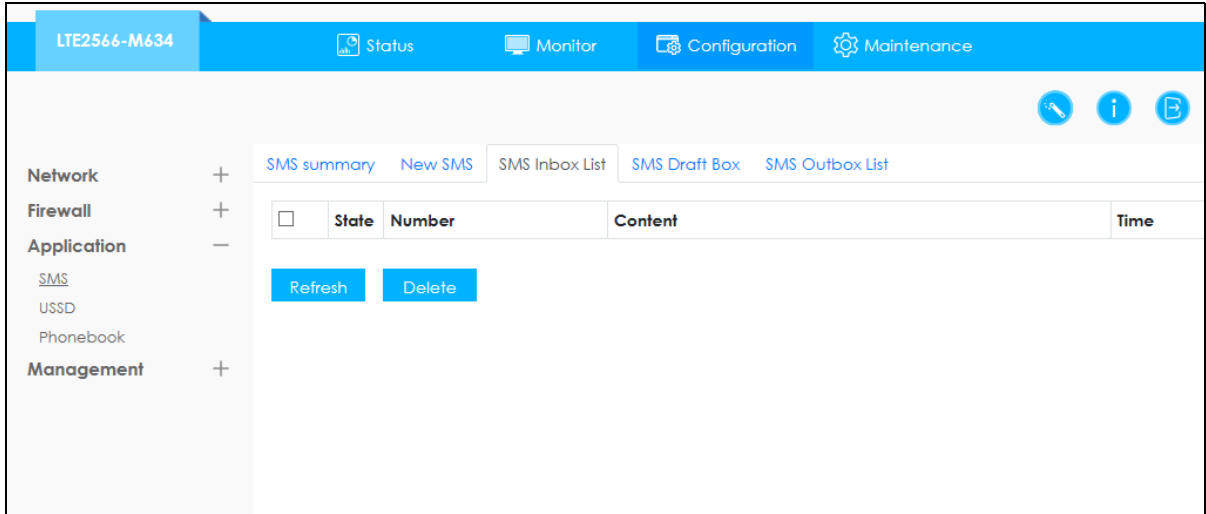 LTE2566-M634
Status Monitor Configuration Maintenance
SMS summary New SMS SMS Inbox List SMS Draft Box SMS Outbox List
Network
Firewall
Application
SMS
USSD
Phonebook
Management
State Number Content Time
Refresh Delete